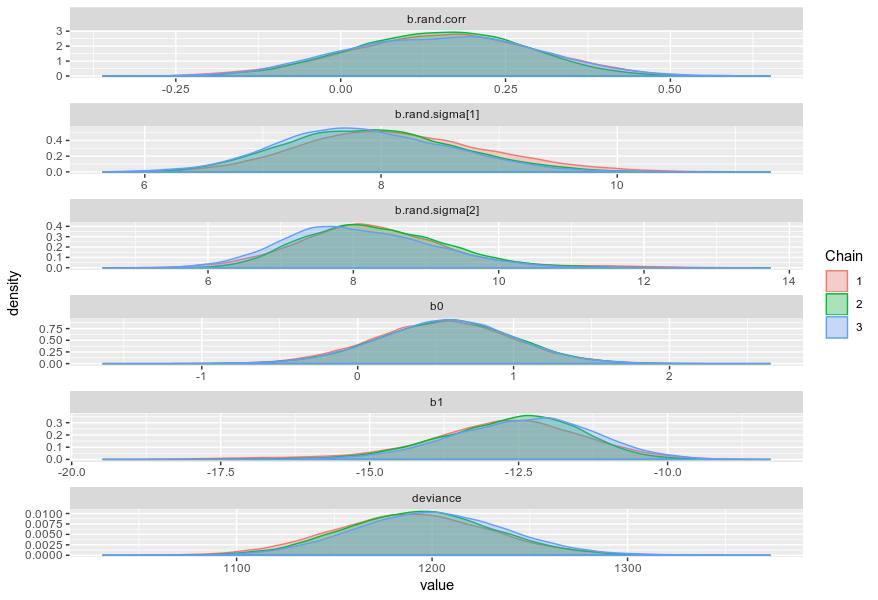 b.rand.corr
3
2
1
0
-0.25 0.00 0.25 0.50
b.rand.sigma[1]
0.4
0.2
0.0
6 8 10
b.rand.sigma[2]
0.4
0.3
0.2
0.1
0.0
6 8 10 12 14
b0
0.75
0.50
0.25
0.00
-1 0 1 2
b1
0.3
0.2
0.1
0.0
-20.0 -17.5 -15.0 -12.5 -10.0
deviance
0.0100
0.0075
0.0050
0.0025
0.0000
1100 1200 1300
value
density
Chain
1
2
3